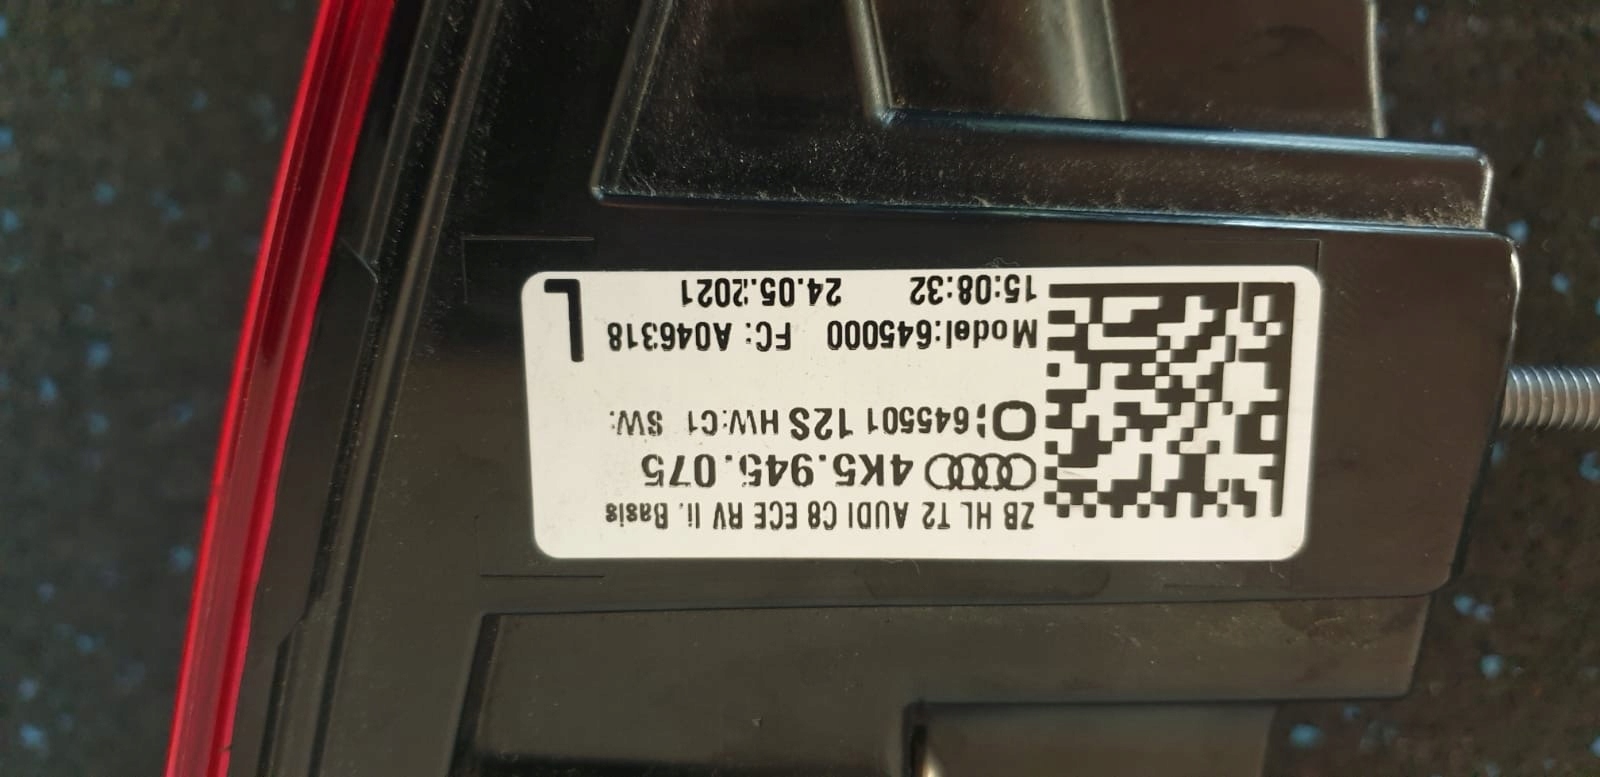 ZB HL T2 AUDI C8 ECE RV li. Basis
4K5.945.075
O:645501 12S HW:C1 SW:
Model:645000 FC: A046318
15:08:32 24.05.2021
L